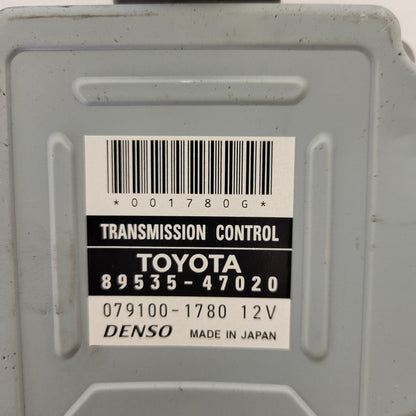 *001780G*
TRANSMISSION CONTROL
TOYOTA
89535-47020
079100-1780 12V
DENSO MADE IN JAPAN